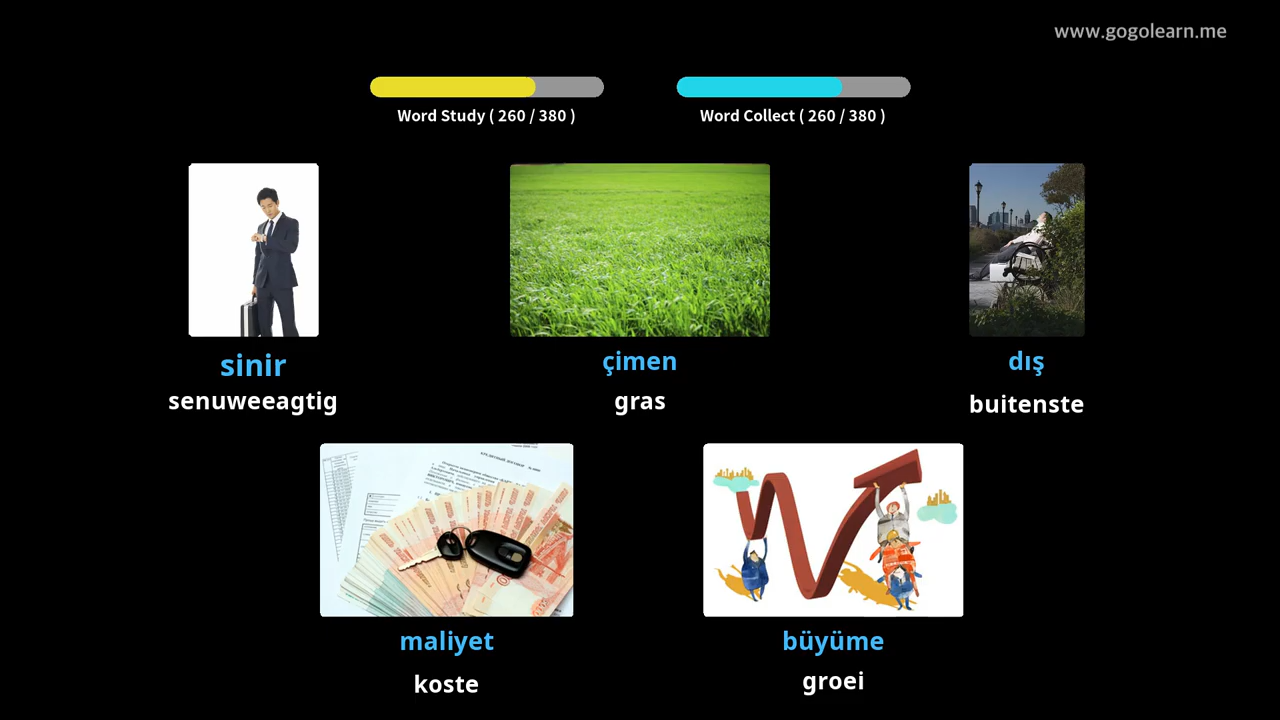 www.gogolearn.me
Word Study ( 260 / 380 )
Word Collect ( 260 / 380 )
sinir
senuweeagtig
çimen
gras
dış
buitenste
maliyet
koste
büyüme
groei